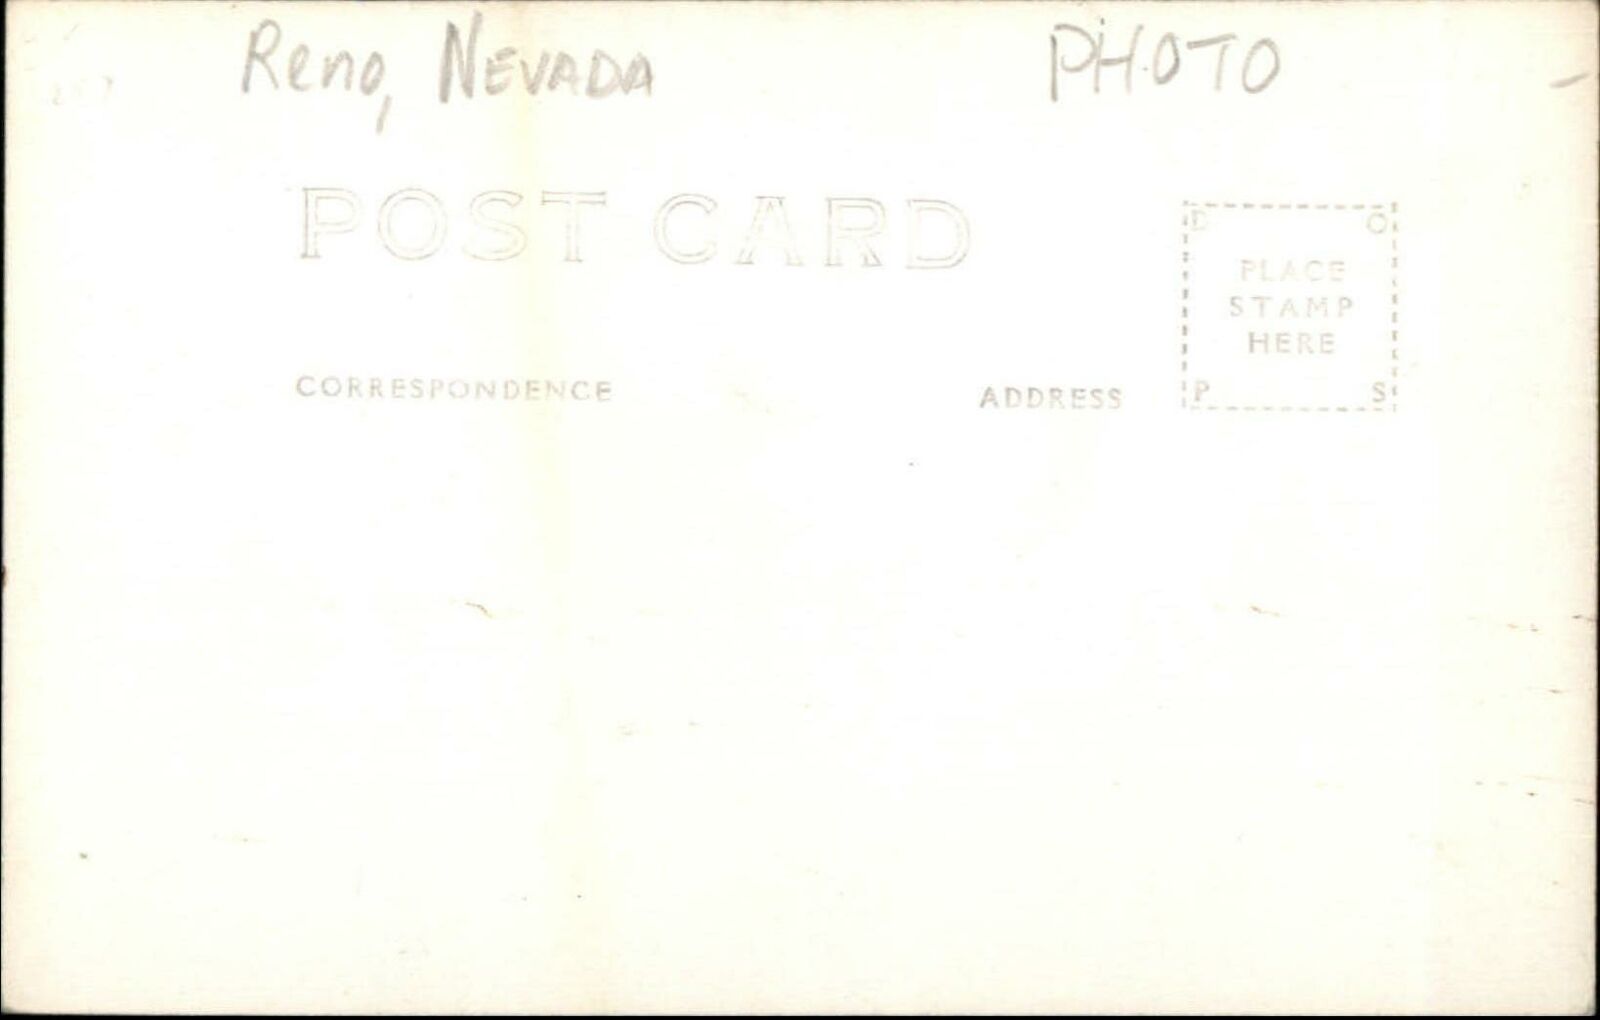 Reno, NEVADA PHOTO
POST CARD
D O
PLACE
STAMP
HERE
P S
CORRESPONDENCE
ADDRESS